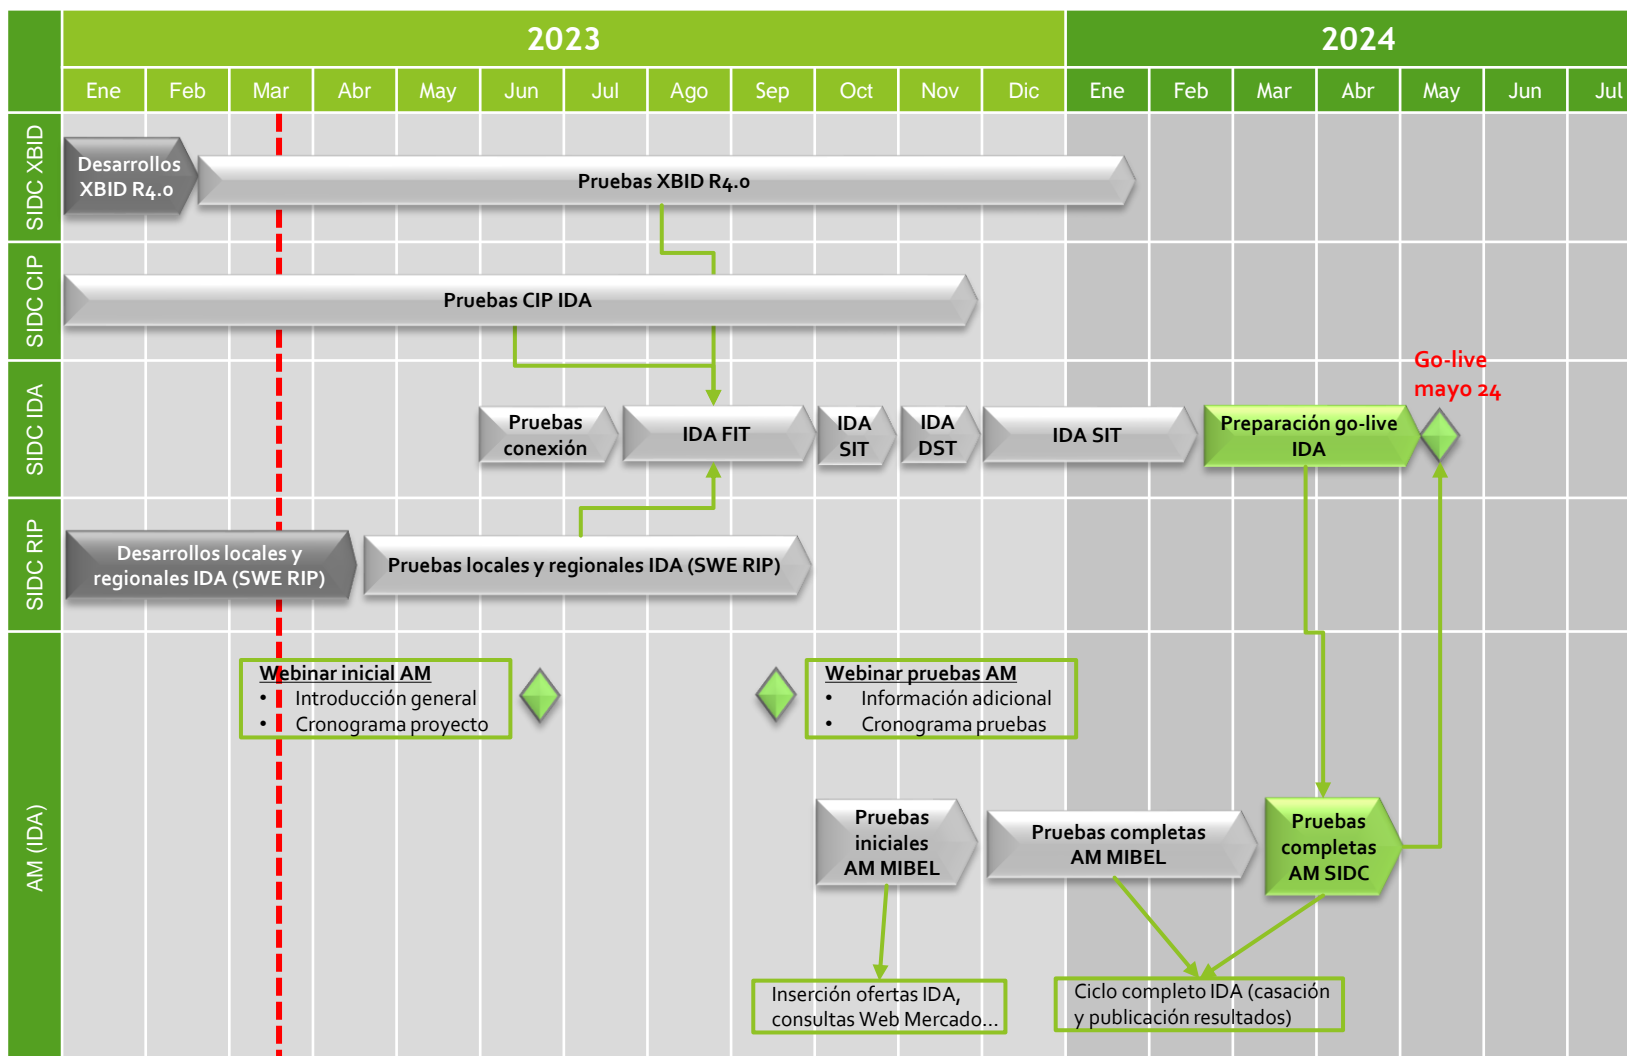 2023
2024
Ene
Feb
Mar
Abr
May
Jun
Jul
Ago
Sep
Oct
Nov
Dic
Ene
Feb
Mar
Abr
May
Jun
Jul
SIDC XBID
Desarrollos
XBID R4.0
Pruebas XBID R4.0
SIDC CIP
Pruebas CIP IDA
SIDC IDA
Pruebas
conexión
IDA FIT
IDA
SIT
IDA
DST
IDA SIT
Preparación go-live
IDA
Go-live
mayo 24
SIDC RIP
Desarrollos locales y
regionales IDA (SWE RIP)
Pruebas locales y regionales IDA (SWE RIP)
AM (IDA)
Webinar inicial AM
• Introducción general
• Cronograma proyecto
Webinar pruebas AM
• Información adicional
• Cronograma pruebas
Pruebas
iniciales
AM MIBEL
Pruebas completas
AM MIBEL
Pruebas
completas
AM SIDC
Inserción ofertas IDA,
consultas Web Mercado...
Ciclo completo IDA (casación
y publicación resultados)